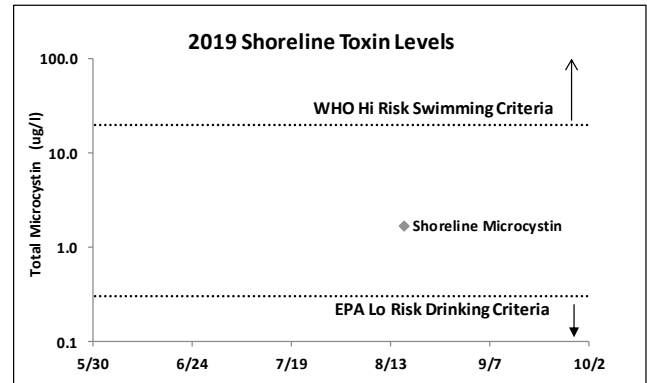 2019 Shoreline Toxin Levels
Total Microcystin (ug/l)
100.0
10.0
1.0
0.1
WHO Hi Risk Swimming Criteria
Shoreline Microcystin
EPA Lo Risk Drinking Criteria
5/30 6/24 7/19 8/13 9/7 10/2